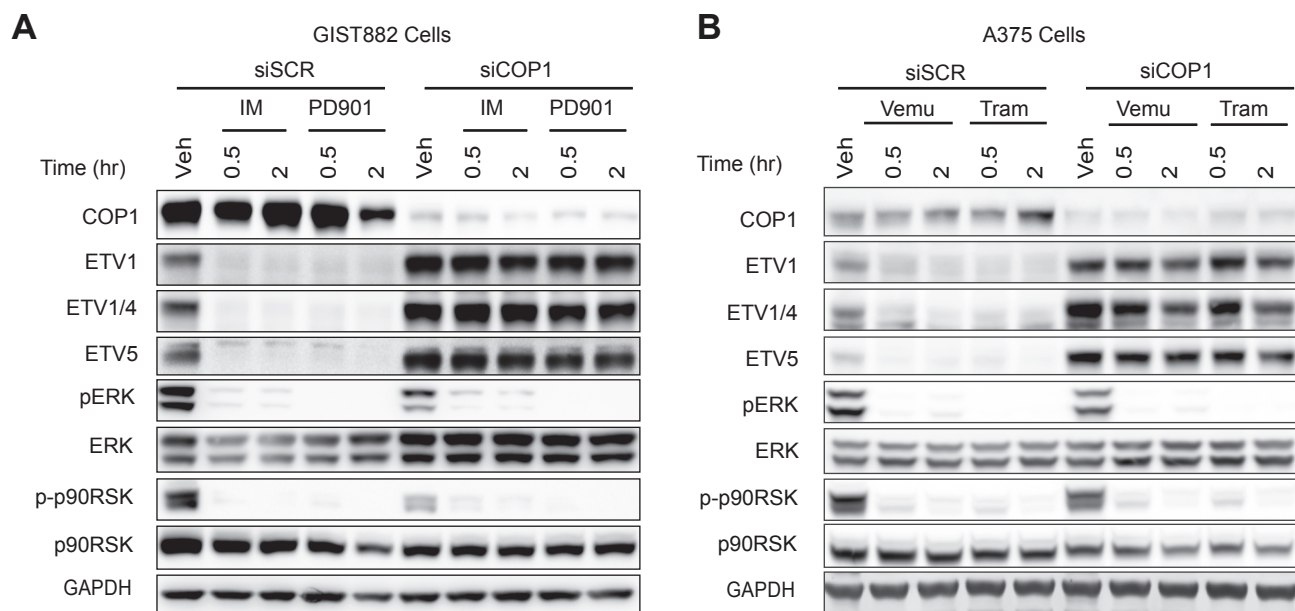 A
GIST882 Cells
siSCR siCOP1
IM PD901 IM PD901
Time (hr) Veh 0.5 2 0.5 2 Veh 0.5 2 0.5 2
COP1
ETV1
ETV1/4
ETV5
pERK
ERK
p-p90RSK
p90RSK
GAPDH
B
A375 Cells
siSCR siCOP1
Vemu Tram Vemu Tram
Time (hr) Veh 0.5 2 0.5 2 Veh 0.5 2 0.5 2
COP1
ETV1
ETV1/4
ETV5
pERK
ERK
p-p90RSK
p90RSK
GAPDH